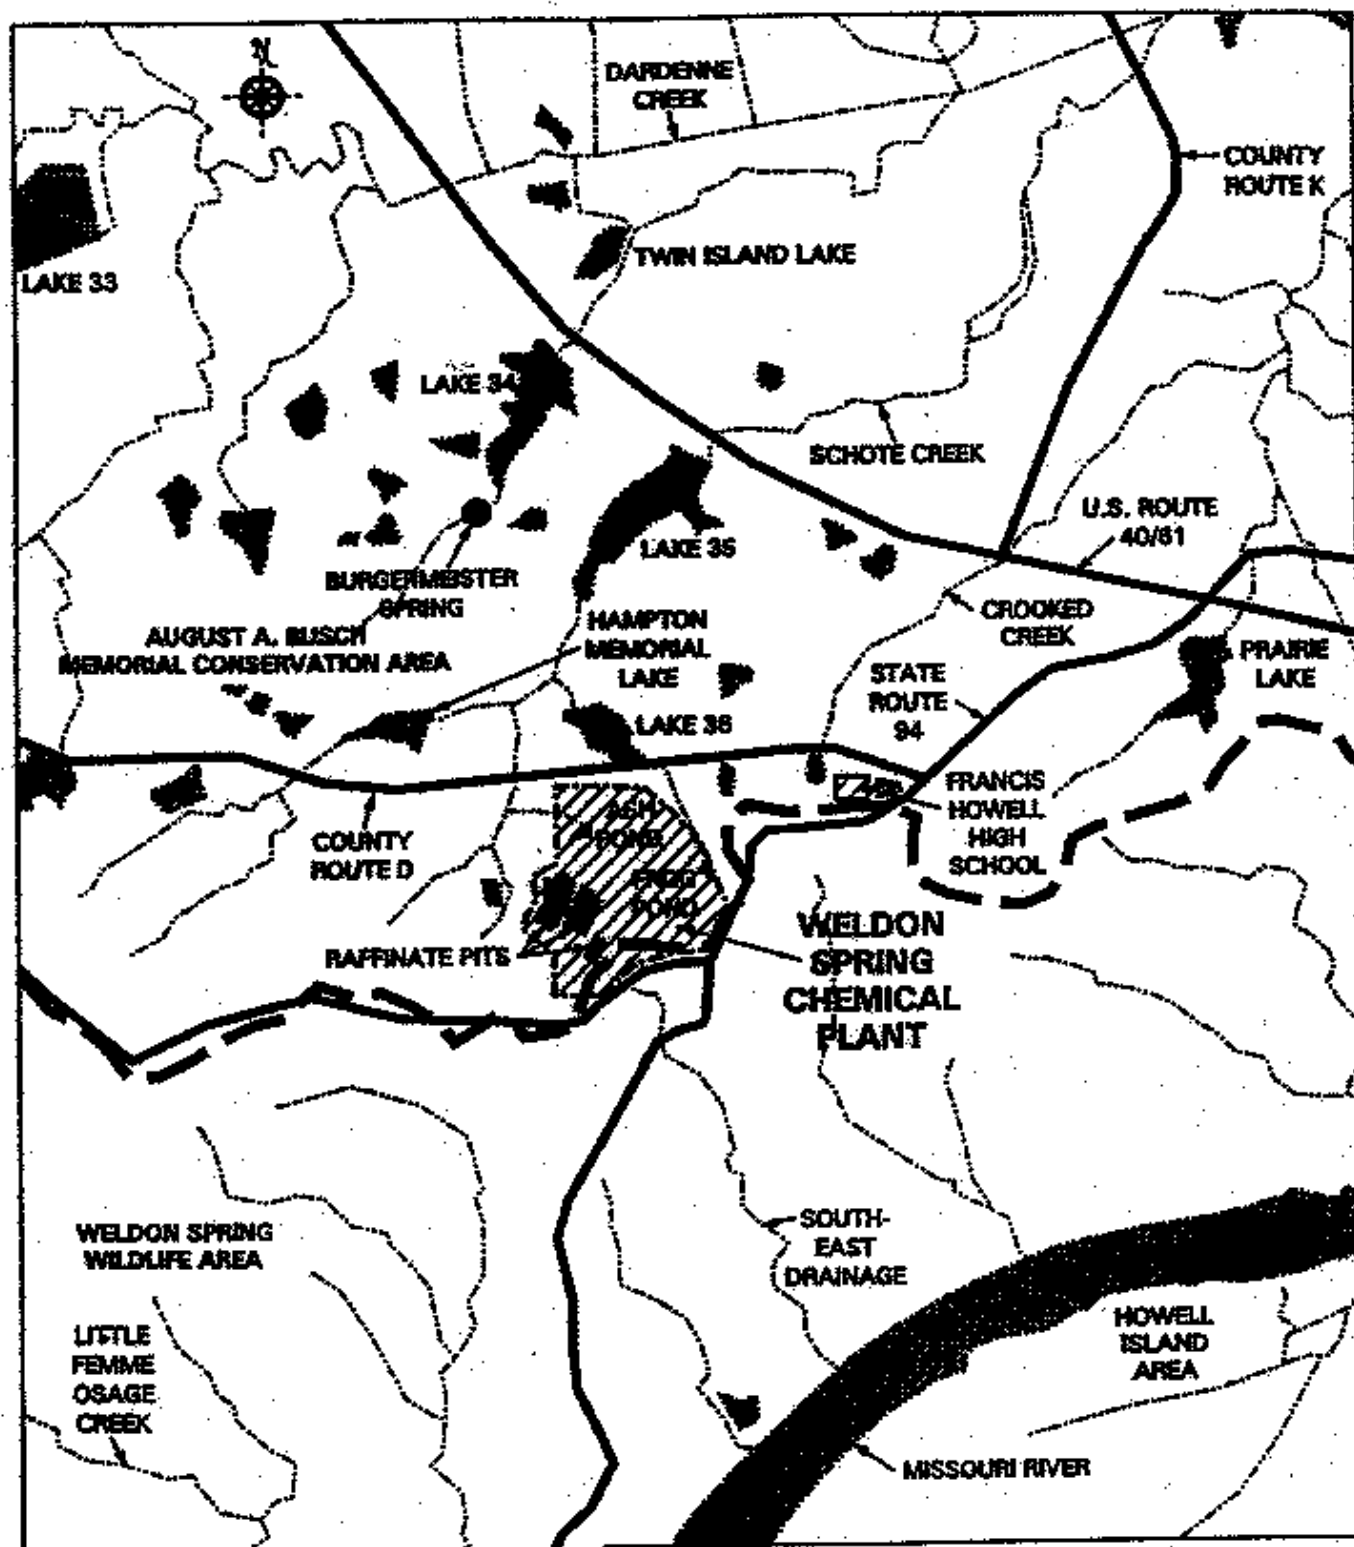 N
DARDENNE
CREEK
COUNTY
ROUTE K
TWIN ISLAND LAKE
LAKE 33
LAKE 34
SCHOTE CREEK
U.S. ROUTE
40/61
LAKE 35
BURGERMEISTER
SPRING
CROOKED
CREEK
HAMPTON
MEMORIAL
LAKE
AUGUST A. BUSCH
MEMORIAL CONSERVATION AREA
PRAIRIE
LAKE
STATE
ROUTE
94
LAKE 36
FRANCIS
HOWELL
HIGH
SCHOOL
COUNTY
ROUTE D
ASH
POND
FROG
POND
RAFFINATE PITS
WELDON
SPRING
CHEMICAL
PLANT
WELDON SPRING
WILDLIFE AREA
SOUTH-
EAST
DRAINAGE
HOWELL
ISLAND
AREA
LITTLE
FEMME
OSAGE
CREEK
MISSOURI RIVER